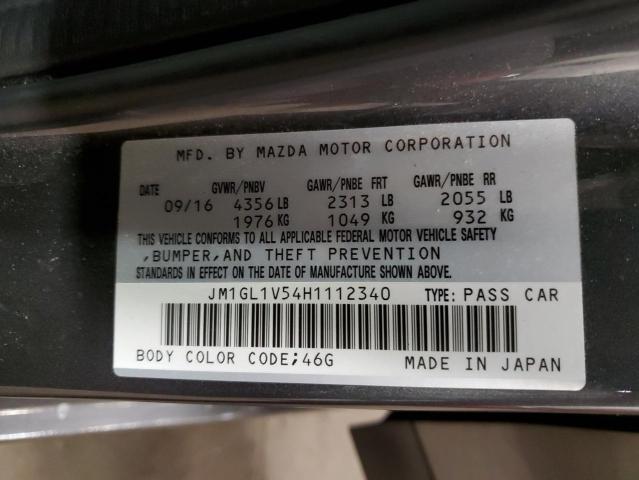 MFD. BY MAZDA MOTOR CORPORATION
DATE GVWR/PNBV GAWR/PNBE FRT GAWR/PNBE RR
09/16 4356 LB 2313 LB 2055 LB
1976 KG 1049 KG 932 KG
THIS VEHICLE CONFORMS TO ALL APPLICABLE FEDERAL MOTOR VEHICLE SAFETY
,BUMPER,AND THEFT PREVENTION
STANDARDS IN EFFECT ON THE DATE OF MANUFACTURE SHOWN ABOVE.
JM1GL1V54H1112340 TYPE: PASS CAR
BODY COLOR CODE;46G MADE IN JAPAN